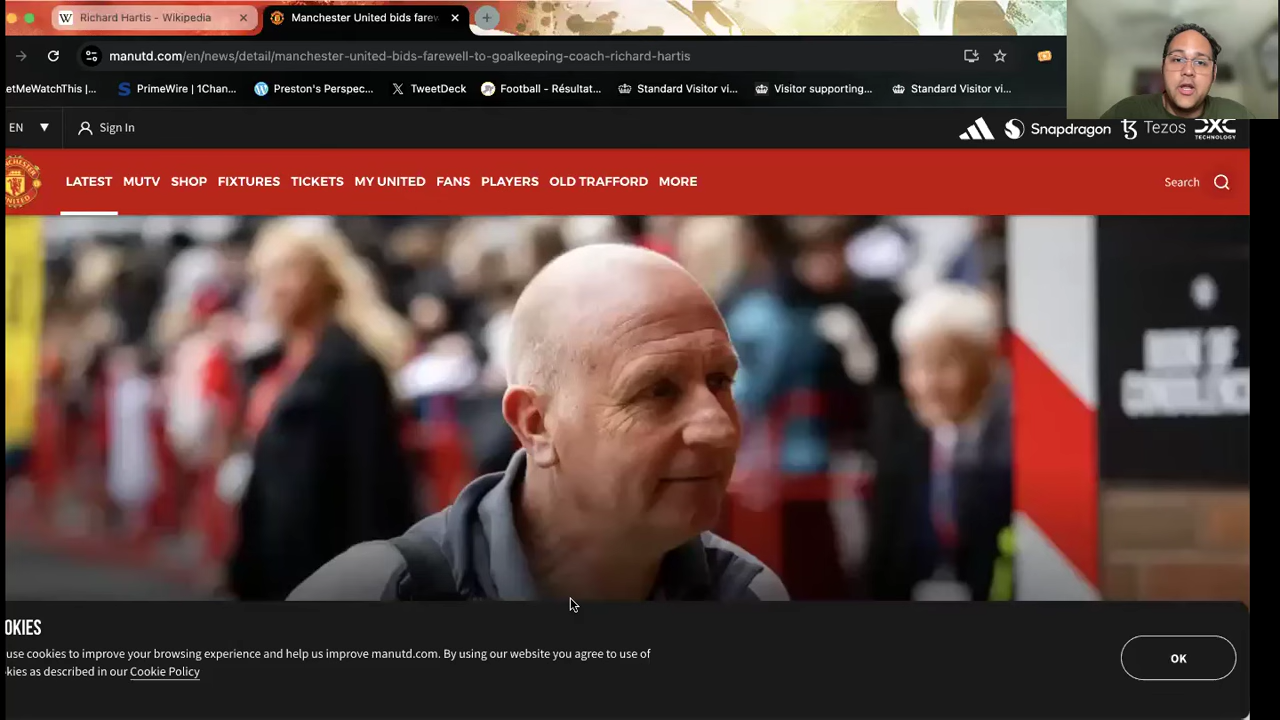 Richard Hartis - Wikipedia
Manchester United bids farew
manutd.com/en/news/detail/manchester-united-bids-farewell-to-goalkeeping-coach-richard-hartis
etMeWatchThis |... PrimeWire | 1Chan... Preston's Perspec... TweetDeck Football - Résultat... Standard Visitor vi... Visitor supporting... Standard Visitor vi...
EN Sign In Snapdragon Tezos DXC TECHNOLOGY
LATEST MUTV SHOP FIXTURES TICKETS MY UNITED FANS PLAYERS OLD TRAFFORD MORE Search
OKIES
use cookies to improve your browsing experience and help us improve manutd.com. By using our website you agree to use of
kies as described in our Cookie Policy
OK